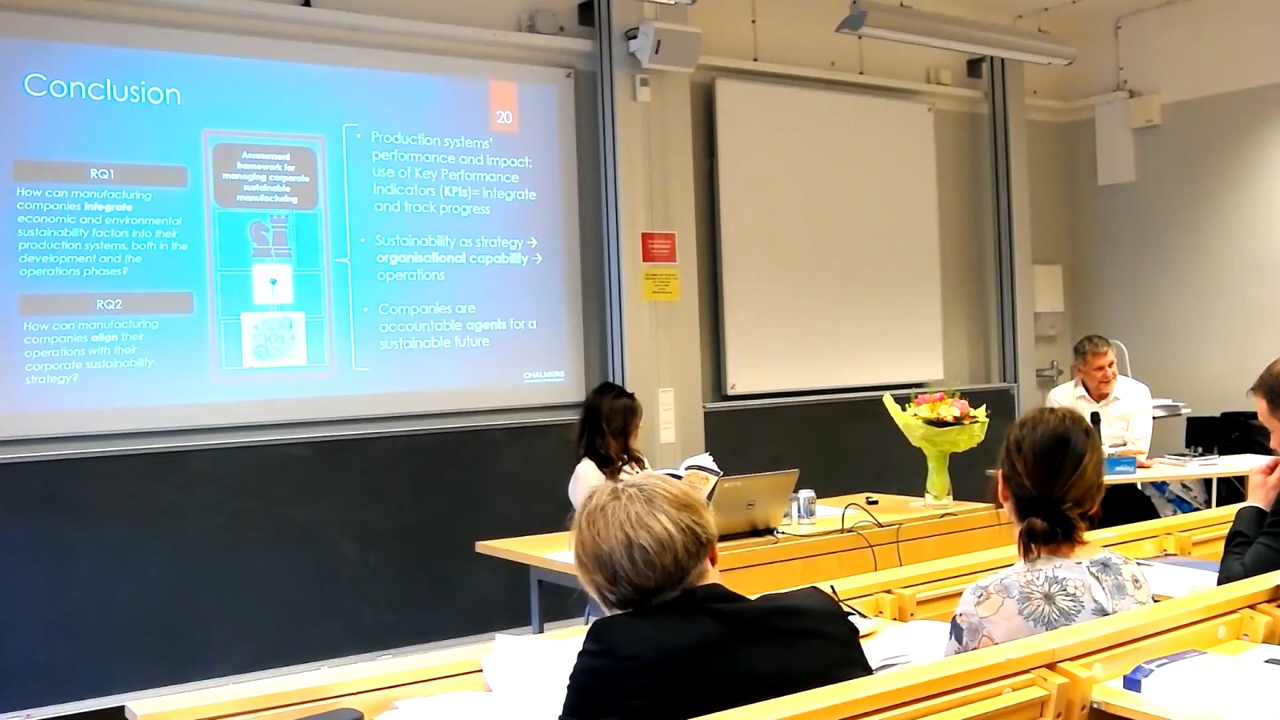 Conclusion
20
RQ1
How can manufacturing
companies integrate
economic and environmental
sustainability factors into their
production systems, both in the
development and the
operations phases?
RQ2
How can manufacturing
companies align their
operations with their
corporate sustainability
strategy?
Assessment
framework for
managing corporate
sustainable
manufacturing
• Production systems'
performance and impact:
use of Key Performance
Indicators (KPIs)= integrate
and track progress
• Sustainability as strategy →
organisational capability →
operations
• Companies are
accountable agents for a
sustainable future
CHALMERS
DELL